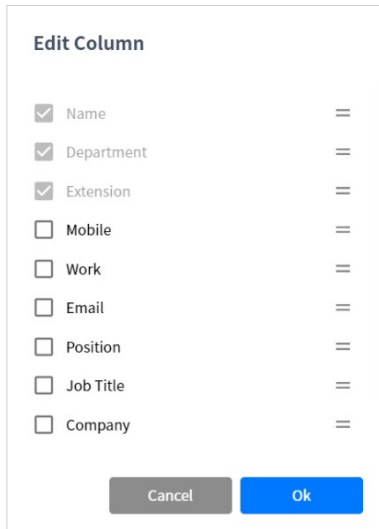 Edit Column
Name
Department
Extension
Mobile
Work
Email
Position
Job Title
Company
Cancel Ok